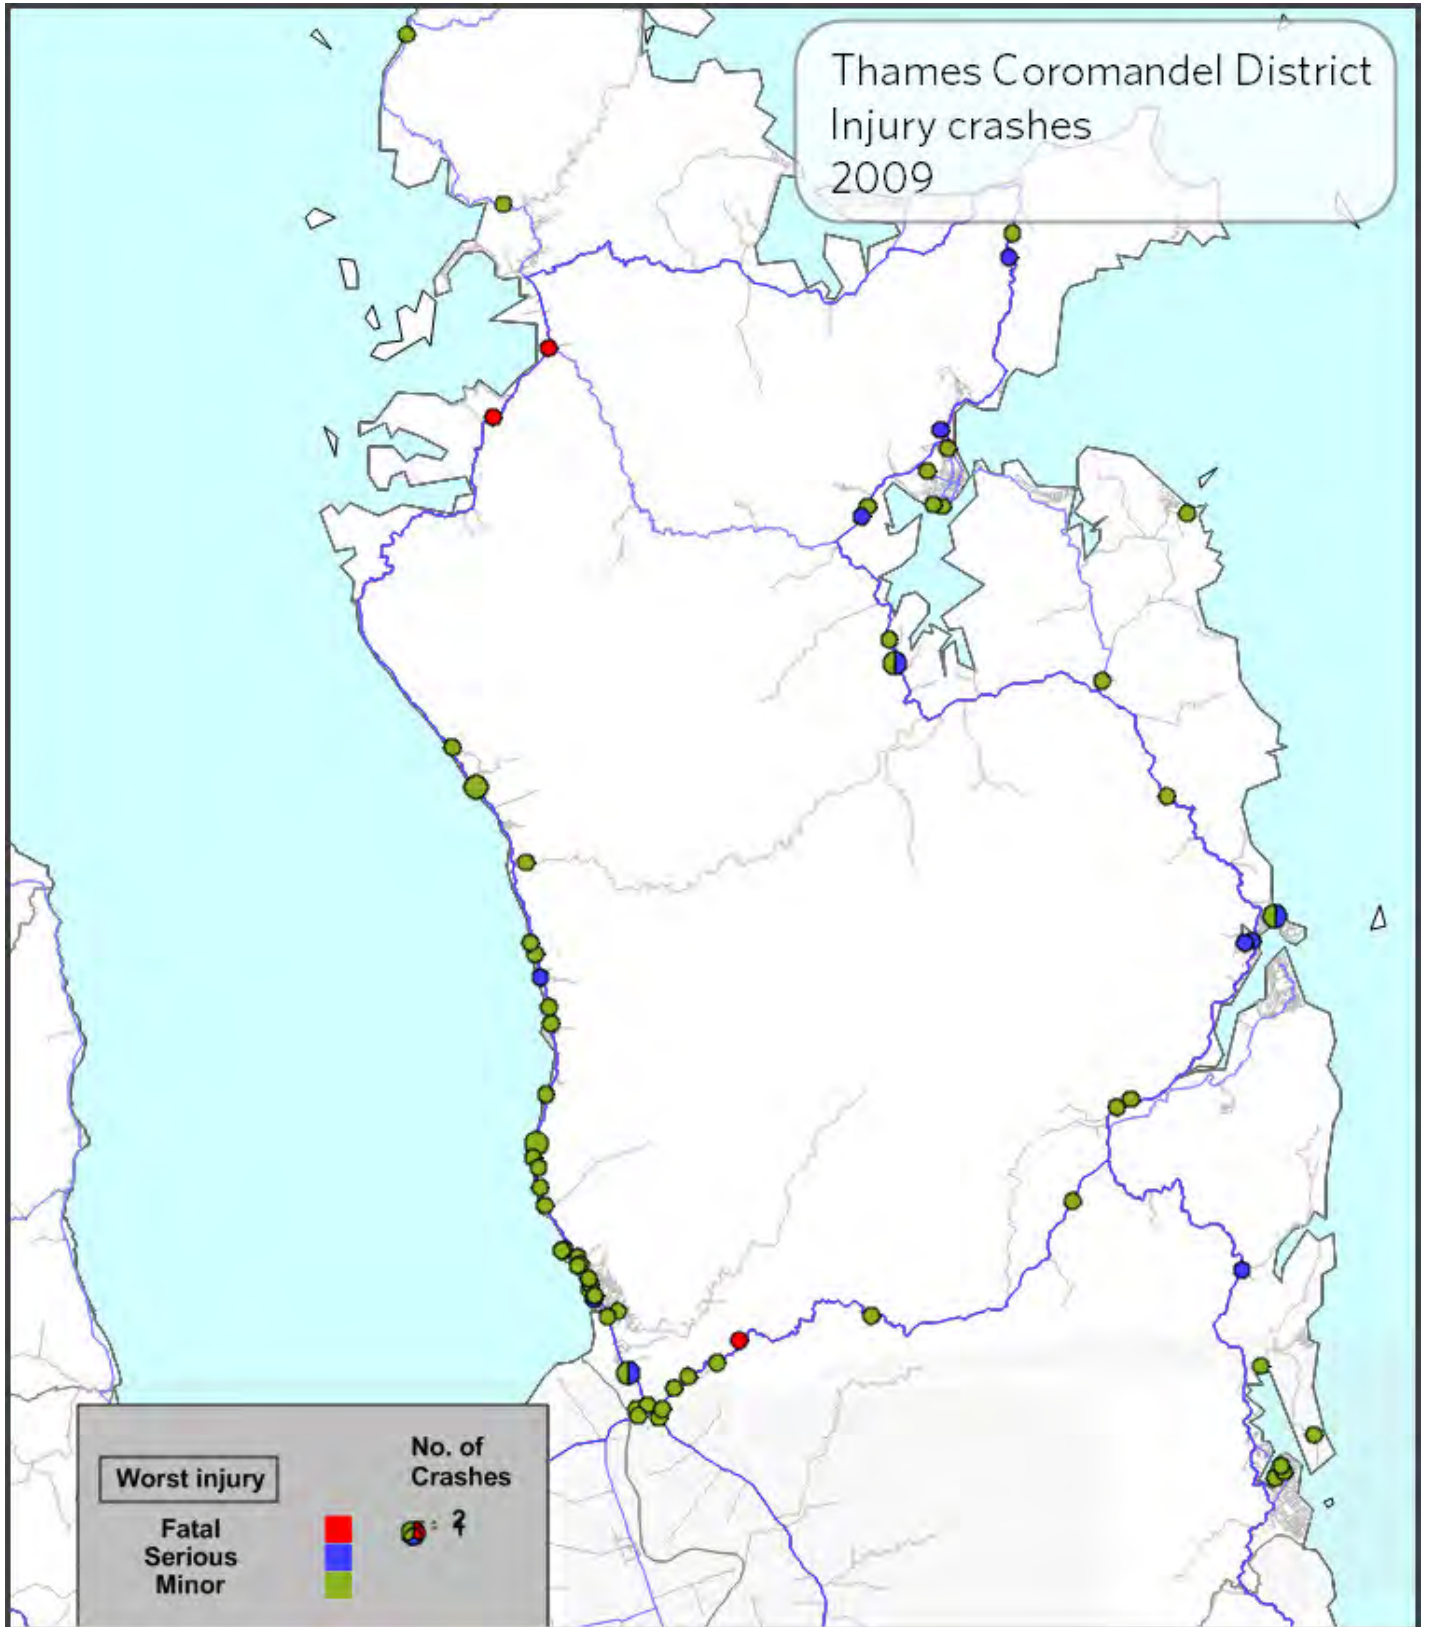 Thames Coromandel District
Injury crashes
2009
No. of
Crashes
Worst injury
Fatal
Serious
Minor